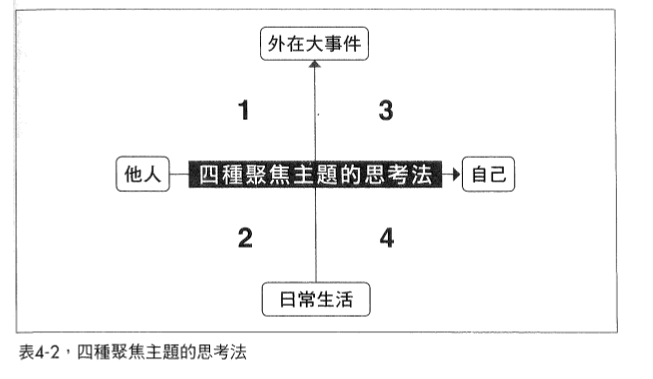 外在大事件
1
3
他人
四種聚焦主題的思考法
自己
2
4
日常生活
表4-2，四種聚焦主題的思考法